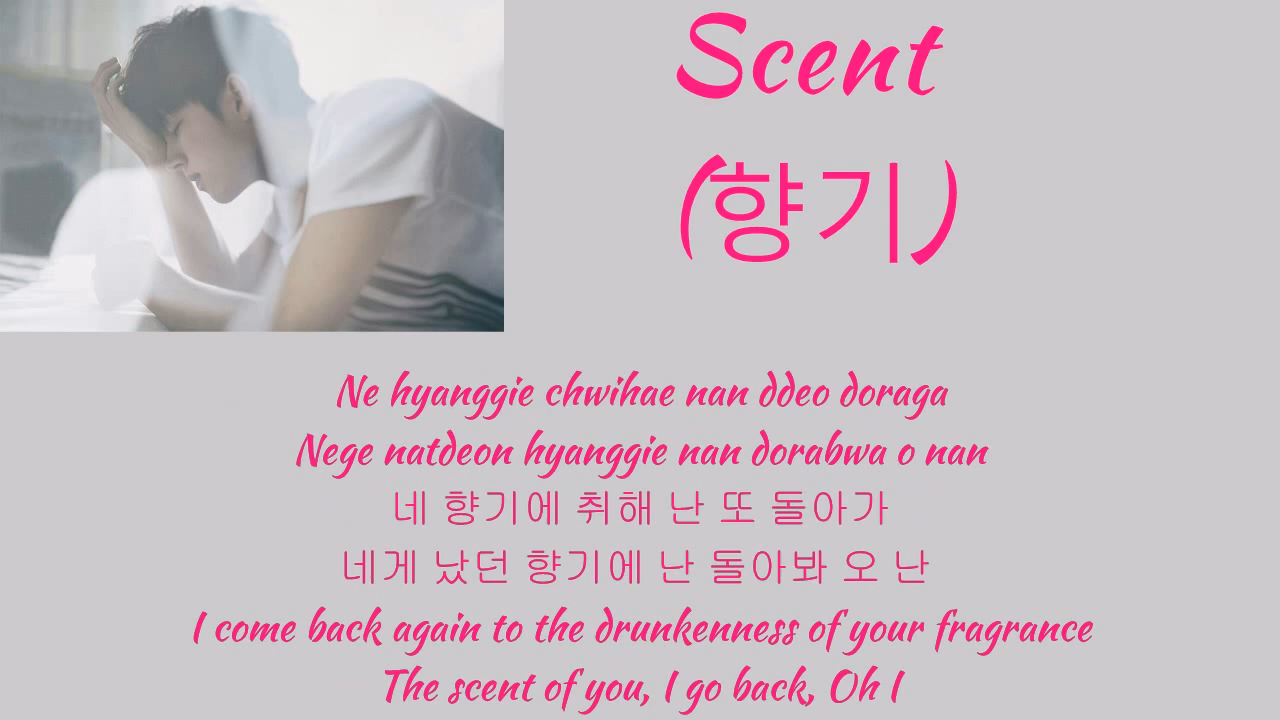 Scent
(향기)
Ne hyanggie chwihae nan ddeo doraga
Nege natdeon hyanggie nan dorabwa o nan
네 향기에 취해 난 또 돌아가
네게 났던 향기에 난 돌아봐 오 난
I come back again to the drunkenness of your fragrance
The scent of you, I go back, Oh I